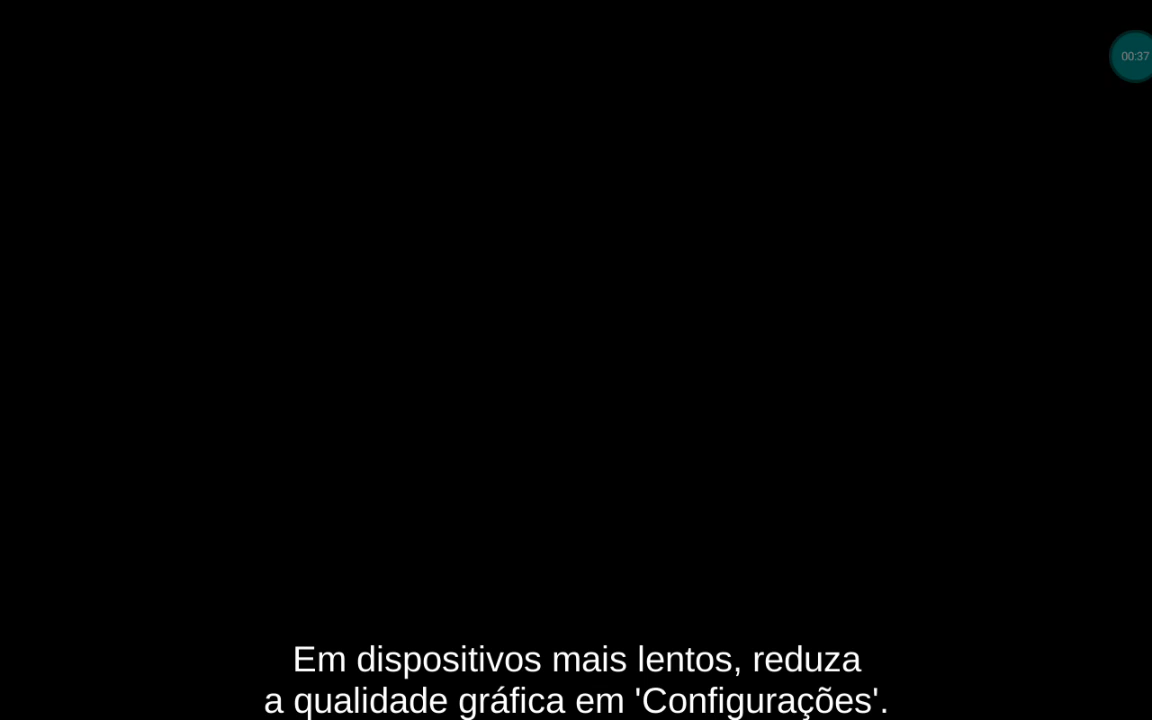 00:37
Em dispositivos mais lentos, reduza
a qualidade gráfica em 'Configurações'.